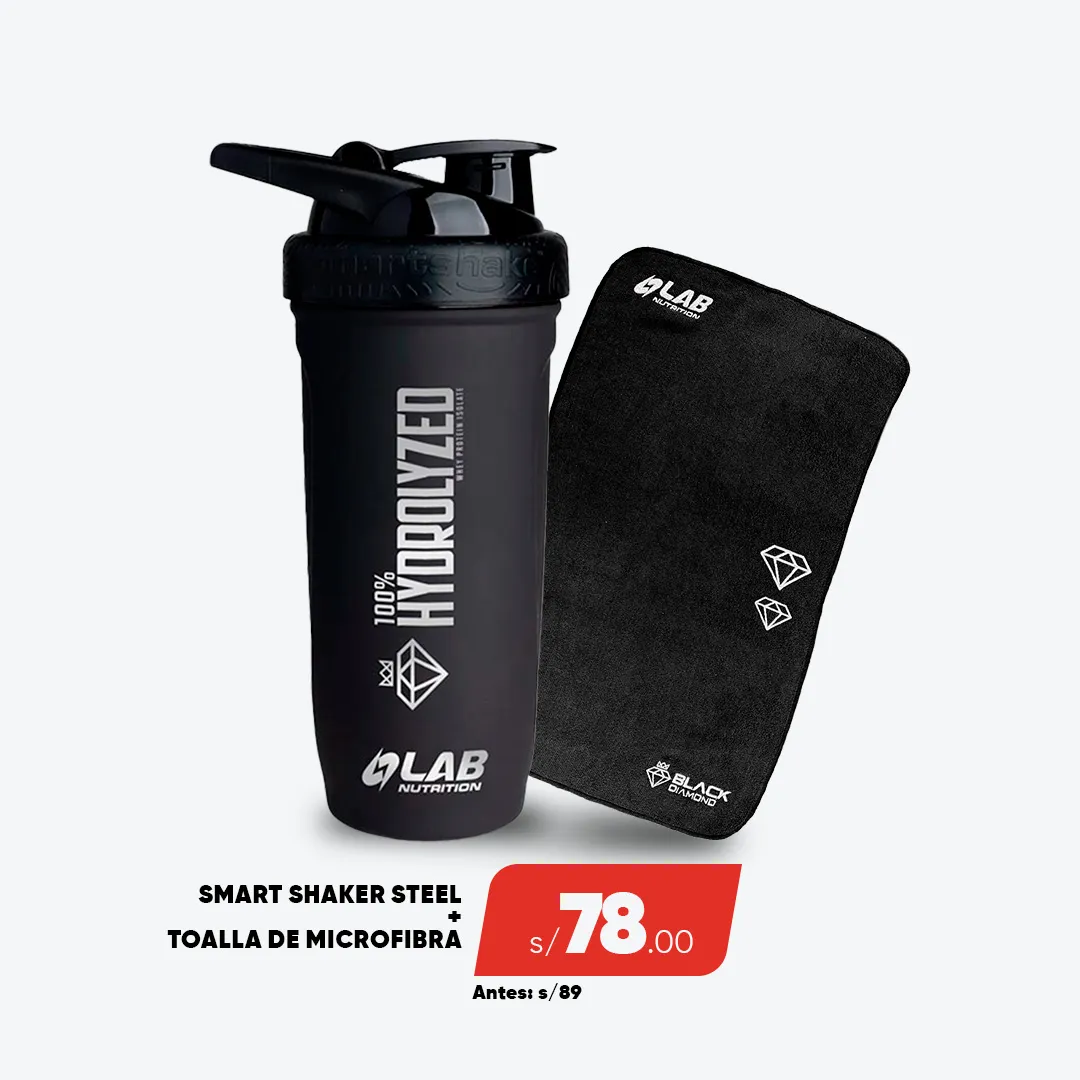 smartshake
100%
HYDROLYZED
WHEY PROTEIN ISOLATE
LAB
NUTRITION
LAB
NUTRITION
BLACK
DIAMOND
SMART SHAKER STEEL
+
TOALLA DE MICROFIBRA
s/78.00
Antes: s/89